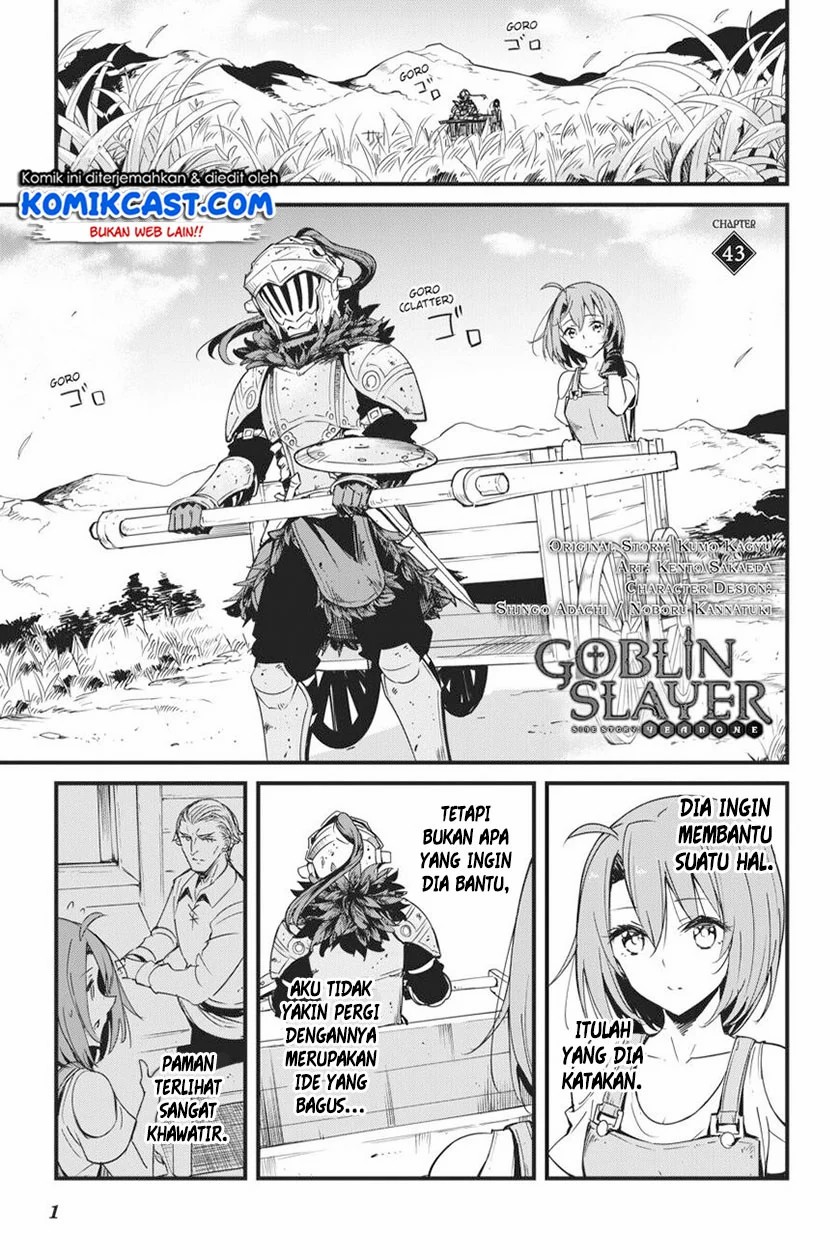 GORO
ゴロ
GORO
ゴロ
Komik ini diterjemahkan & diedit oleh
KOMIKCAST.COM
BUKAN WEB LAIN!!
CHAPTER
43
GORO
(CLATTER)
ゴロ
GORO
ゴロ
ORIGINAL STORY: KUMO KAGYU
ART: KENTO SAKAEDA
CHARACTER DESIGN:
SHINGO ADACHI / NOBORU KANNATUKI
GOBLIN
SLAYER
SIDE STORY: YEAR ONE
DIA INGIN
MEMBANTU
SUATU HAL.
ITULAH
YANG DIA
KATAKAN.
TETAPI
BUKAN APA
YANG INGIN
DIA BANTU,
AKU TIDAK
YAKIN PERGI
DENGANNYA
MERUPAKAN
IDE YANG
BAGUS...
PAMAN
TERLIHAT
SANGAT
KHAWATIR.
1